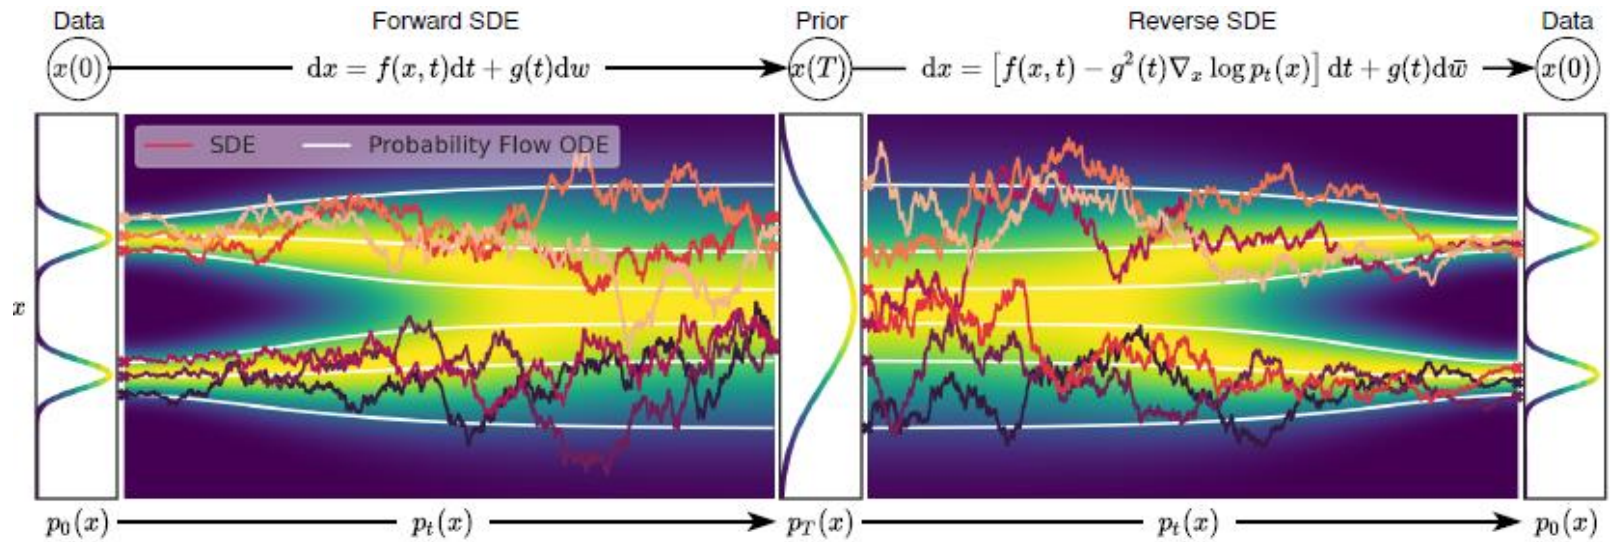 Data Forward SDE Prior Reverse SDE Data
x(0) dx = f(x, t)dt + g(t)dw x(T) dx = [f(x, t) − g²(t)∇ₓ log pₜ(x)] dt + g(t)dw̄ x(0)
SDE Probability Flow ODE
x
p₀(x) pₜ(x) p_T(x) pₜ(x) p₀(x)